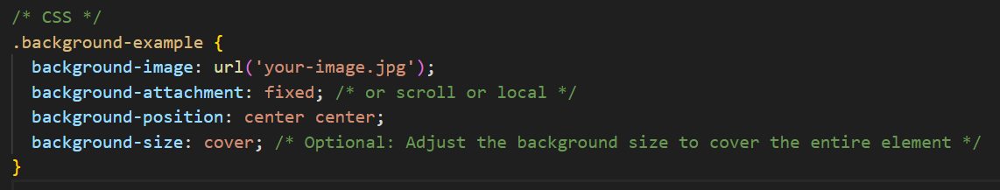 /* CSS */
.background-example {
  background-image: url('your-image.jpg');
  background-attachment: fixed; /* or scroll or local */
  background-position: center center;
  background-size: cover; /* Optional: Adjust the background size to cover the entire element */
}